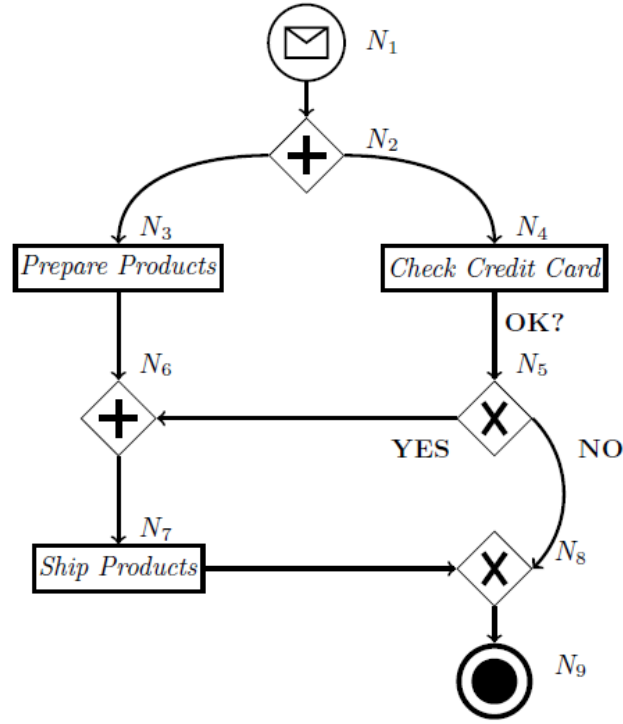 N1
N2
N3
N4
Prepare Products
Check Credit Card
OK?
N6
N5
YES
NO
N7
N8
Ship Products
N9